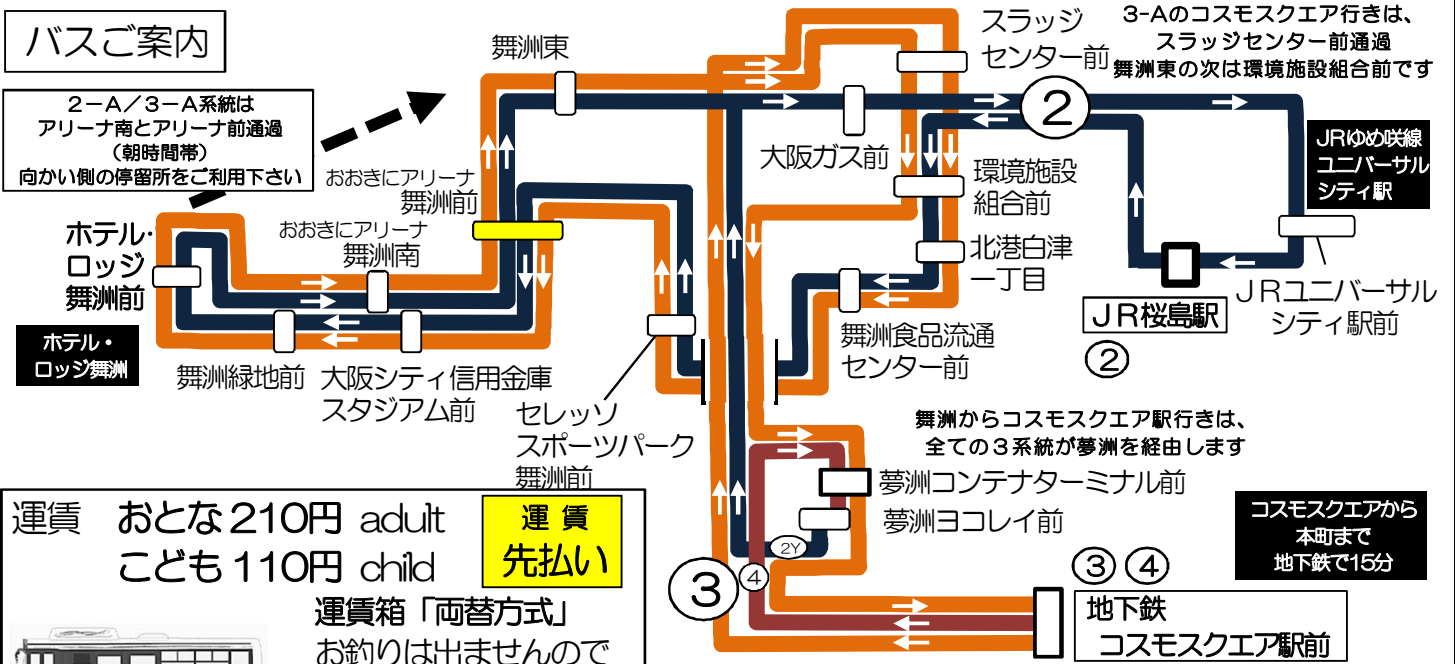 バスご案内
2-A/3-A系統は
アリーナ南とアリーナ前通過
(朝時間帯)
向かい側の停留所をご利用下さい
舞洲東
スラッジ
センター前
3-Aのコスモスクエア行きは、
スラッジセンター前通過
舞洲東の次は環境施設組合前です
②
大阪ガス前
環境施設
組合前
北港白津
一丁目
JRゆめ咲線
ユニバーサル
シティ駅
おおきにアリーナ
舞洲前
おおきにアリーナ
舞洲南
ホテル・
ロッジ
舞洲前
ホテル・
ロッジ舞洲
舞洲緑地前
大阪シティ信用金庫
スタジアム前
セレッソ
スポーツパーク
舞洲前
舞洲食品流通
センター前
JR桜島駅
②
JRユニバーサル
シティ駅前
舞洲からコスモスクエア駅行きは、
全ての3系統が夢洲を経由します
夢洲コンテナターミナル前
夢洲ヨコレイ前
2Y
③
④
コスモスクエアから
本町まで
地下鉄で15分
③ ④
地下鉄
コスモスクエア駅前
運賃 おとな210円 adult
こども110円 child
運賃
先払い
運賃箱「両替方式」
お釣りは出ませんので